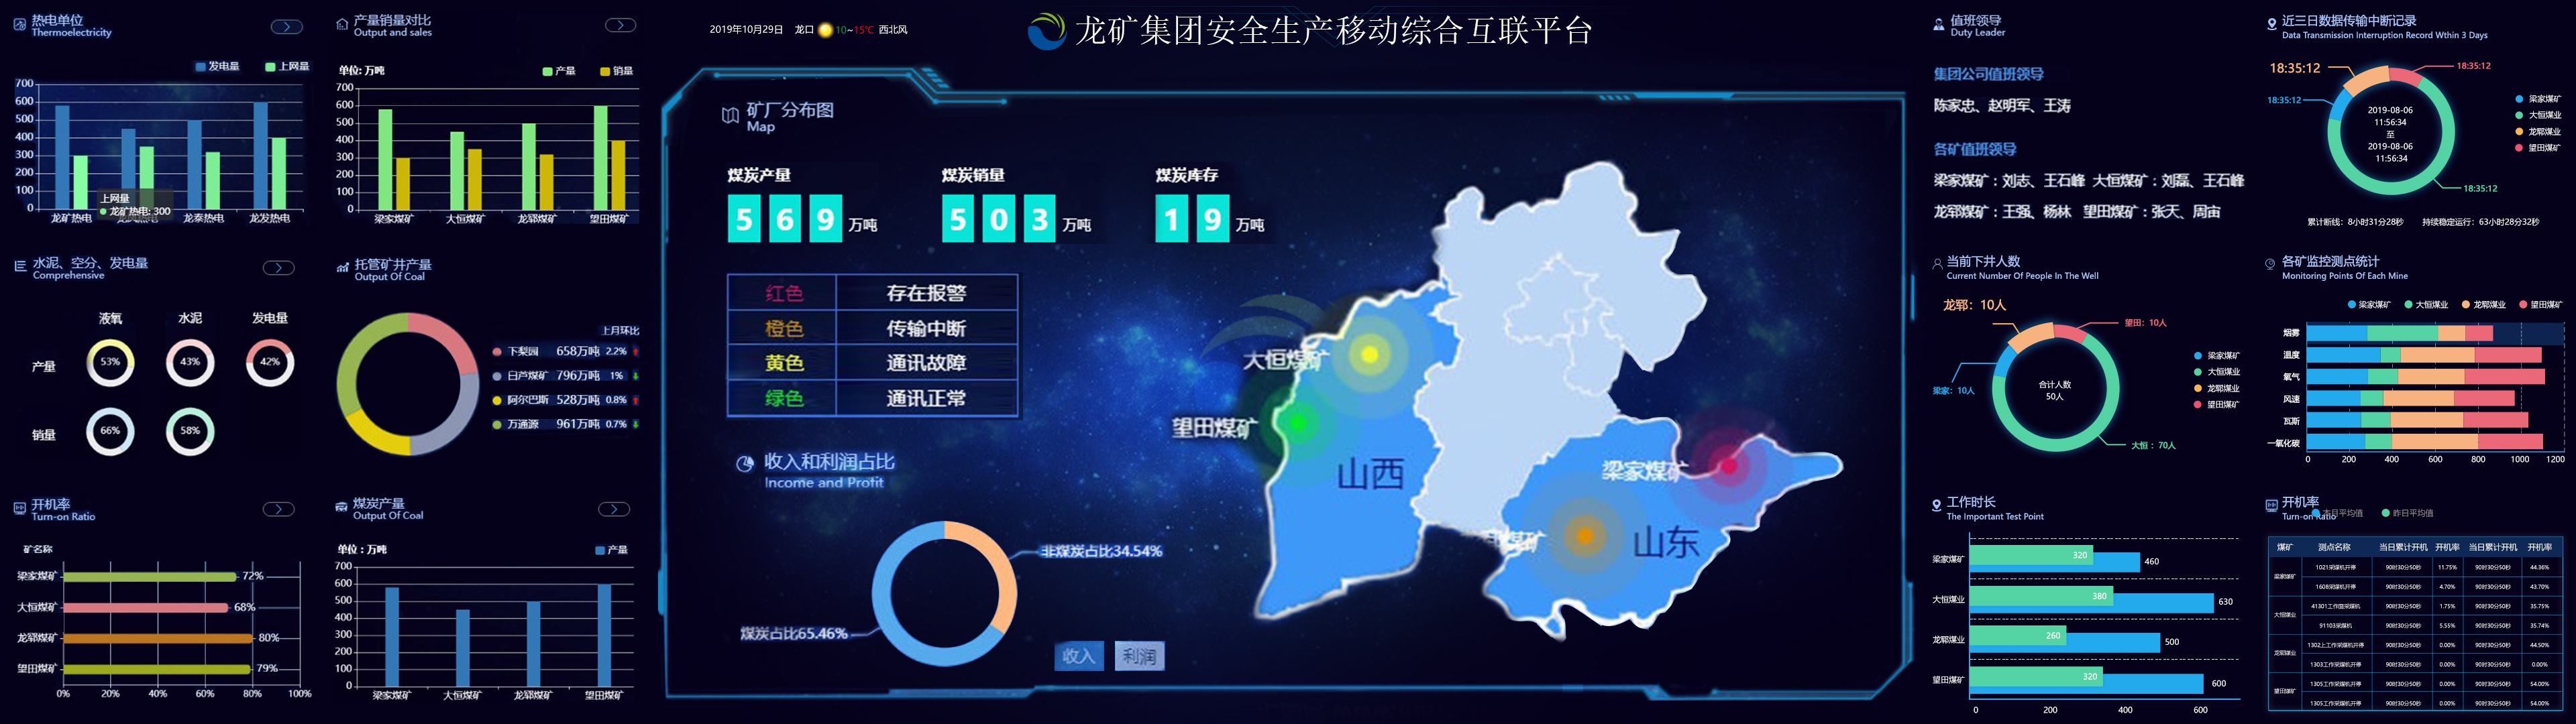 热电单位
Thermoelectricity
发电量 上网量
700
600
500
400
300
200
100
0
上网量
龙矿热电: 300
龙矿热电 龙泰热电 龙发热电
产量销量对比
Output and sales
单位: 万吨
产量 销量
700
600
500
400
300
200
100
0
梁家煤矿 大恒煤矿 龙郓煤矿 望田煤矿
水泥、空分、发电量
Comprehensive
液氧 水泥 发电量
产量 53% 43% 42%
销量 66% 58%
托管矿井产量
Output Of Coal
上月环比
下梨园 658万吨 2.2%
白芦煤矿 796万吨 1%
阿尔巴斯 528万吨 0.8%
万通源 961万吨 0.7%
开机率
Turn-on Ratio
矿名称
梁家煤矿 72%
大恒煤矿 68%
龙郓煤矿 80%
望田煤矿 79%
0% 20% 40% 60% 80% 100%
煤炭产量
Output Of Coal
单位：万吨
产量
700
600
500
400
300
200
100
0
梁家煤矿 大恒煤矿 龙郓煤矿 望田煤矿
2019年10月29日 龙口 10~15℃ 西北风
龙矿集团安全生产移动综合互联平台
矿厂分布图
Map
煤炭产量 煤炭销量 煤炭库存
569万吨 503万吨 19万吨
红色 存在报警
橙色 传输中断
黄色 通讯故障
绿色 通讯正常
大恒煤矿
望田煤矿
山西
梁家煤矿
煤矿
山东
收入和利润占比
Income and Profit
非煤炭占比34.54%
煤炭占比65.46%
收入 利润
值班领导
Duty Leader
集团公司值班领导
陈家忠、赵明军、王涛
各矿值班领导
梁家煤矿：刘志、王石峰 大恒煤矿：刘磊、王石峰
龙郓煤矿：王强、杨林 望田煤矿：张天、周宙
近三日数据传输中断记录
Data Transmission Interruption Record Wthin 3 Days
18:35:12
18:35:12
18:35:12
18:35:12
2019-08-06
11:56:34
至
2019-08-06
11:56:34
梁家煤矿
大恒煤业
龙郓煤业
望田煤矿
累计断线：8小时31分28秒 持续稳定运行：63小时28分32秒
当前下井人数
Current Number Of People In The Well
龙郓：10人
望田：10人
梁家：10人
大恒：70人
合计人数
50人
梁家煤矿
大恒煤业
龙郓煤业
望田煤矿
各矿监控测点统计
Monitoring Points Of Each Mine
梁家煤矿 大恒煤业 龙郓煤业 望田煤矿
烟雾
温度
氧气
风速
瓦斯
一氧化碳
0 200 400 600 800 1000 1200
工作时长
The Important Test Point
梁家煤矿 320 460
大恒煤业 380 630
龙郓煤业 260 500
望田煤矿 320 600
0 200 400 600
开机率
Turn-on Ratio
本日平均值 昨日平均值
煤矿 测点名称 当日累计开机 开机率 当日累计开机 开机率
梁家煤矿 1021采煤机开停 90时30分50秒 11.75% 90时30分50秒 44.36%
1608采煤机开停 90时30分50秒 4.70% 90时30分50秒 43.70%
大恒煤业 41301工作面采煤机 90时30分50秒 1.75% 90时30分50秒 35.75%
91103采煤机 90时30分50秒 5.55% 90时30分50秒 35.74%
龙郓煤业 1302上工作采煤机开停 90时30分50秒 0.00% 90时30分50秒 44.50%
1303工作采煤机开停 90时30分50秒 0.00% 90时30分50秒 0.00%
望田煤矿 1305工作采煤机开停 90时30分50秒 0.00% 90时30分50秒 54.00%
1305工作采煤机开停 90时30分50秒 0.00% 90时30分50秒 54.00%